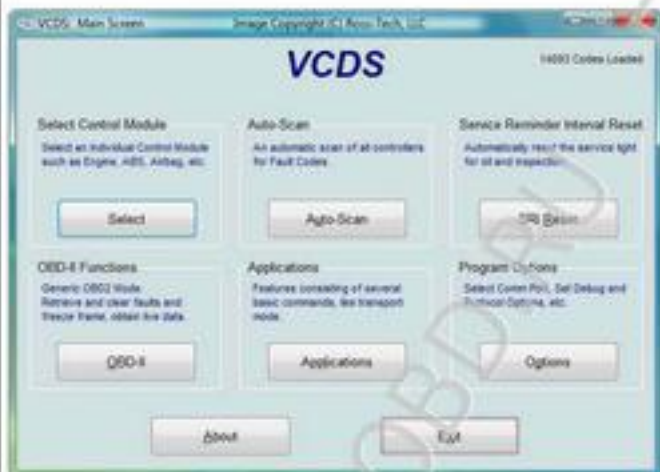 VCDS: Main Screen
Image Copyright (C) Ross-Tech, LLC
VCDS
Codes Loaded
Select Control Module
Select an individual Control Module
such as Engine, ABS, Airbag, etc.
Select
Auto-Scan
An automatic scan of all controllers
for Fault Codes.
Auto-Scan
Service Reminder Interval Reset
Automatically reset the service light
for oil and inspection.
SRI Reset
OBD-II Functions
Generic OBD2 Mode.
Retrieve and clear faults and
freeze frame, obtain live data.
OBD-II
Applications
Features consisting of several
basic commands, like transport
mode.
Applications
Program Options
Select Comm Port, Set Debug and
Protocol Options, etc.
Options
About
Exit
OBD.RU